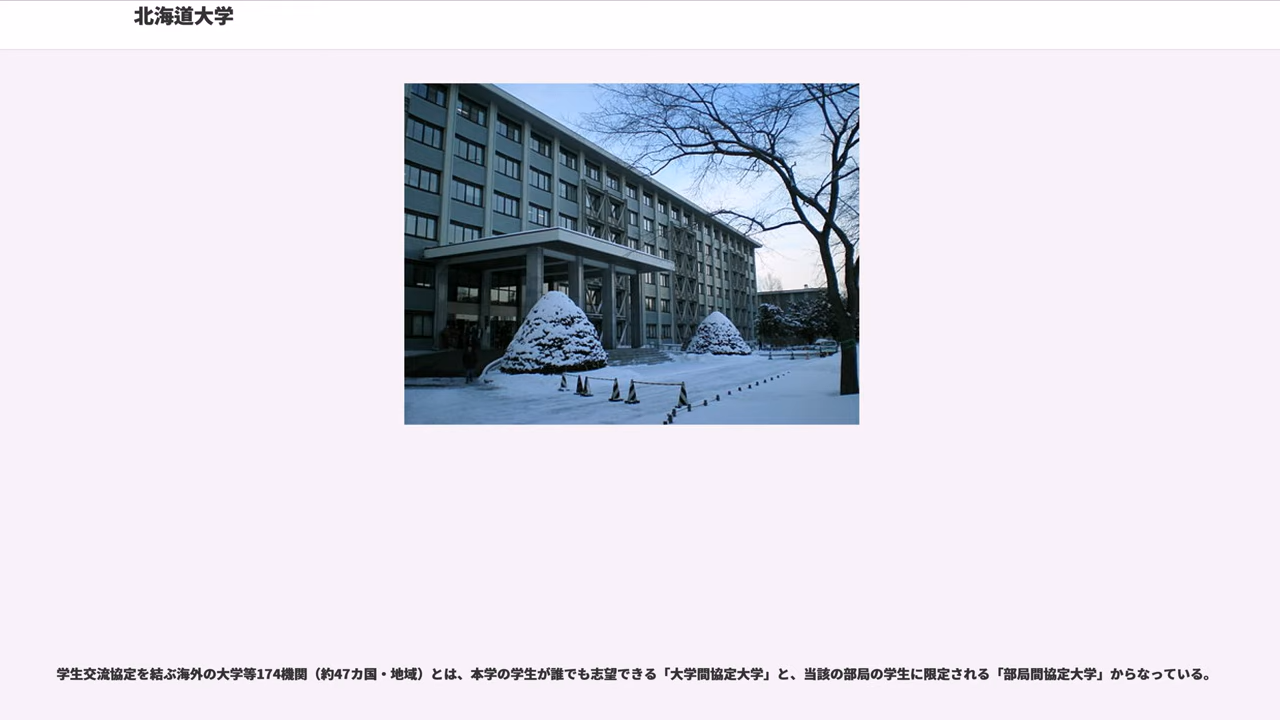 北海道大学
学生交流協定を結ぶ海外の大学等174機関（約47カ国・地域）とは、本学の学生が誰でも志望できる「大学間協定大学」と、当該の部局の学生に限定される「部局間協定大学」からなっている。